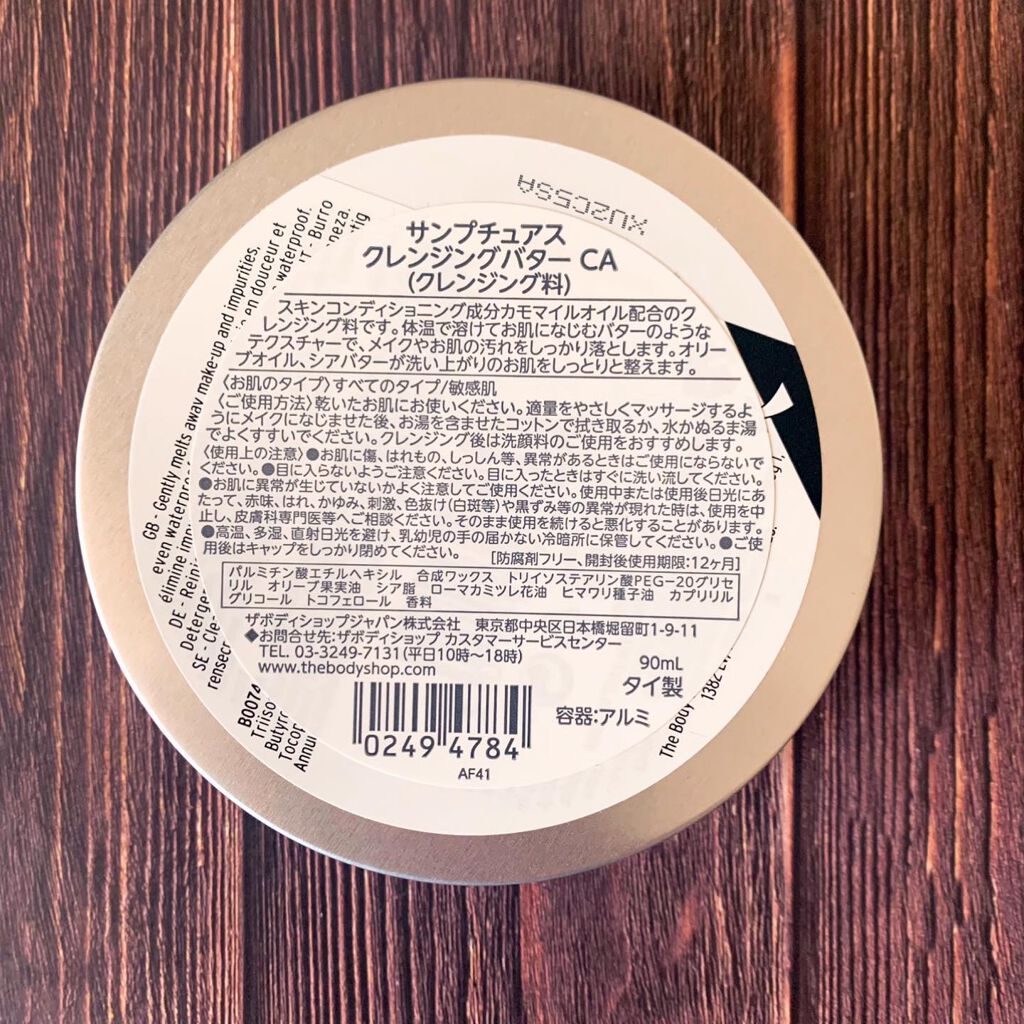 XU2C55A
サンプチュアス
クレンジングバター CA
(クレンジング料)
スキンコンディショニング成分カモマイルオイル配合のク
レンジング料です。体温で溶けてお肌になじむバターのような
テクスチャーで、メイクやお肌の汚れをしっかり落とします。オリー
ブオイル、シアバターが洗い上がりのお肌をしっとりと整えます。
〈お肌のタイプ〉すべてのタイプ/敏感肌
〈ご使用方法〉乾いたお肌にお使いください。適量をやさしくマッサージするよ
うにメイクになじませた後、お湯を含ませたコットンで拭き取るか、水かぬるま湯
でよくすすいでください。クレンジング後は洗顔料のご使用をおすすめします。
〈使用上の注意〉●お肌に傷、はれもの、しっしん等、異常があるときはご使用にならないで
ください。●目に入らないようご注意ください。目に入ったときはすぐに洗い流してください。
●お肌に異常が生じていないかよく注意してご使用ください。使用中または使用後日光にあ
たって、赤味、はれ、かゆみ、刺激、色抜け(白斑等)や黒ずみ等の異常が現れた時は、使用を中
止し、皮膚科専門医等へご相談ください。そのまま使用を続けると悪化することがあります。
●高温、多湿、直射日光を避け、乳幼児の手の届かない冷暗所に保管してください。●ご使
用後はキャップをしっかり閉めてください。 [防腐剤フリー、開封後使用期限:12ヶ月]
パルミチン酸エチルヘキシル 合成ワックス トリイソステアリン酸PEG-20グリセ
リル オリーブ果実油 シア脂 ローマカミツレ花油 ヒマワリ種子油 カプリリル
グリコール トコフェロール 香料
ザボディショップジャパン株式会社 東京都中央区日本橋堀留町1-9-11
◆お問合せ先:ザボディショップ カスタマーサービスセンター
TEL. 03-3249-7131(平日10時~18時)
www.thebodyshop.com
90mL
タイ製
容器:アルミ
0249 4784
AF41
GB - Gently melts away make-up and impurities,
even waterproof
en douceur et
élimine
waterproof.
DE - Reini
T - Burro
Deterge
SE - Cle
rensec
B0074
Triiso
Butyr
Tocop
Annu
The Body